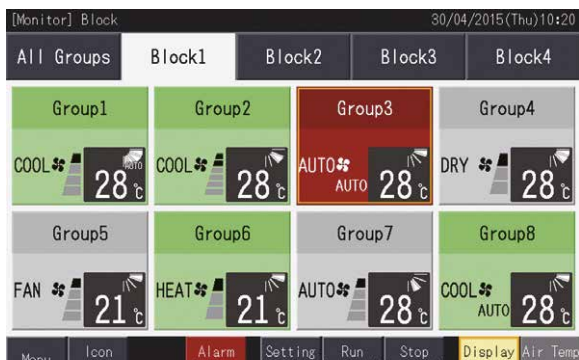 [Monitor] Block 30/04/2015(Thu)10:20
All Groups Block1 Block2 Block3 Block4
Group1 Group2 Group3 Group4
COOL AUTO 28℃ COOL 28℃ AUTO AUTO 28℃ DRY 28℃
Group5 Group6 Group7 Group8
FAN 21℃ HEAT 21℃ AUTO 28℃ COOL AUTO 28℃
Menu Icon Alarm Setting Run Stop Display Air Temp